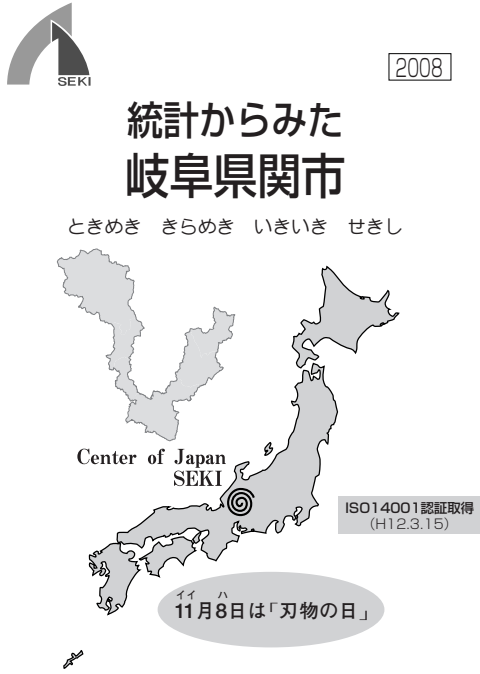 SEKI
2008
統計からみた
岐阜県関市
ときめき きらめき いきいき せきし
Center of Japan
SEKI
ISO14001認証取得
(H12.3.15)
イイ ハ
11月8日は「刃物の日」